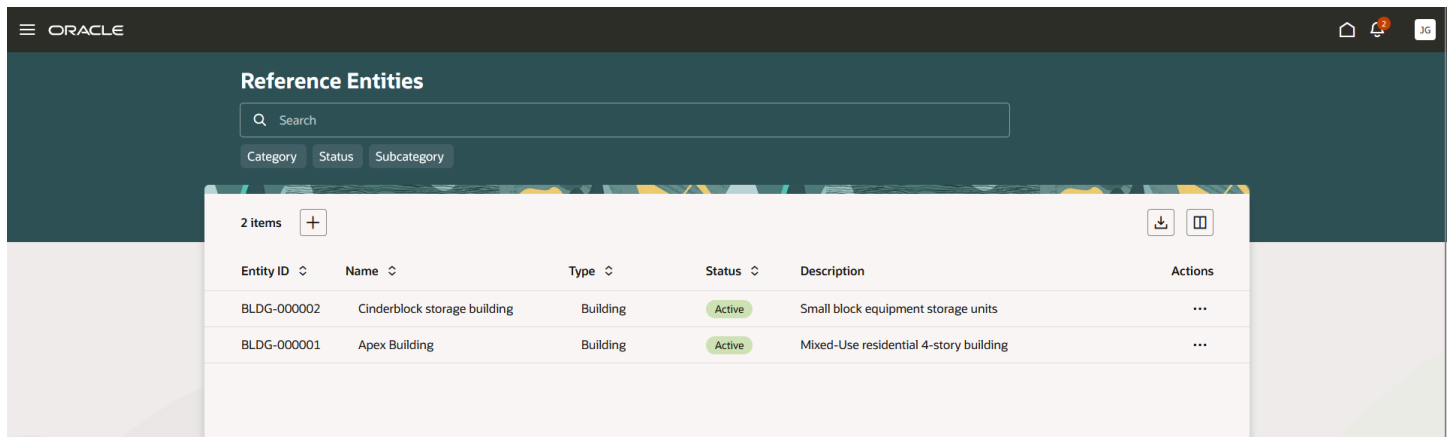 ORACLE 2 JG
Reference Entities
Search
Category Status Subcategory
2 items
Entity ID Name Type Status Description Actions
BLDG-000002 Cinderblock storage building Building Active Small block equipment storage units
BLDG-000001 Apex Building Building Active Mixed-Use residential 4-story building